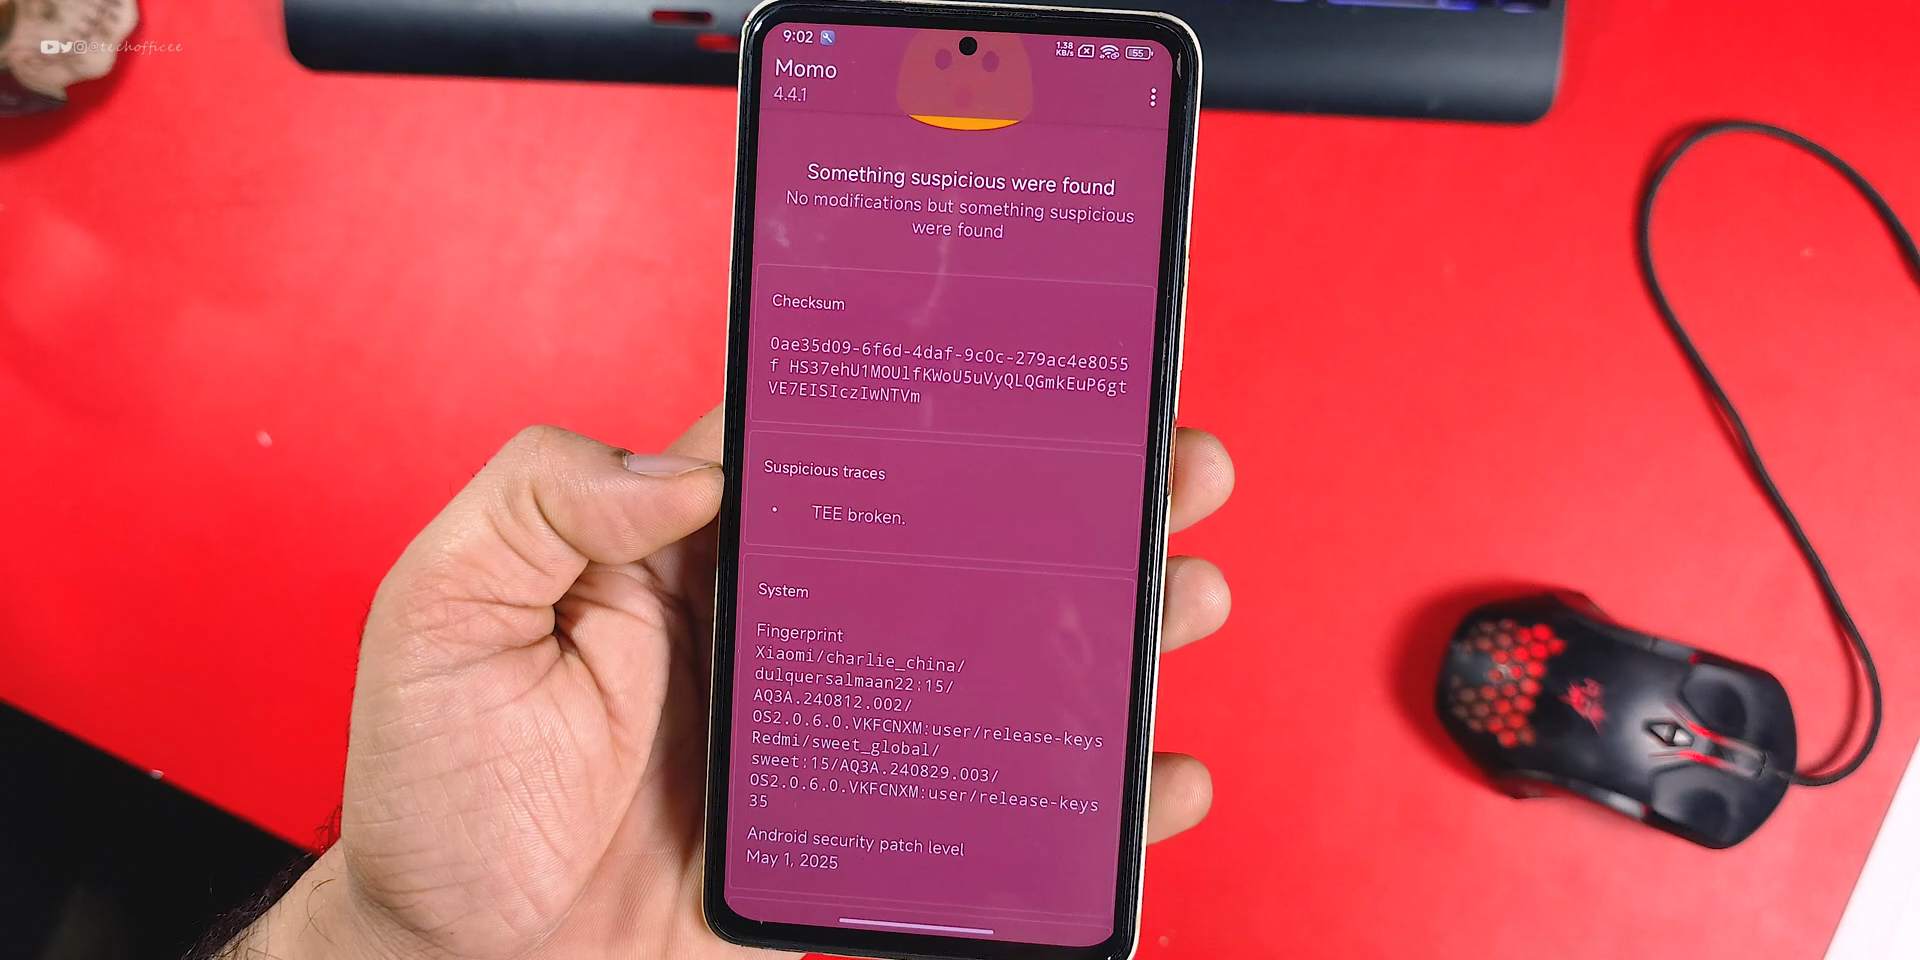 @techofficee
9:02
1.38
KB/s
55
Momo
4.4.1
Something suspicious were found
No modifications but something suspicious
were found
Checksum
0ae35d09-6f6d-4daf-9c0c-279ac4e8055
f HS37ehU1MOUlfKWoU5uVyQLQGmkEuP6gt
VE7EISIczIwNTVm
Suspicious traces
• TEE broken.
System
Fingerprint
Xiaomi/charlie_china/
dulquersalmaan22:15/
AQ3A.240812.002/
OS2.0.6.0.VKFCNXM:user/release-keys
Redmi/sweet_global/
sweet:15/AQ3A.240829.003/
OS2.0.6.0.VKFCNXM:user/release-keys
35
Android security patch level
May 1, 2025